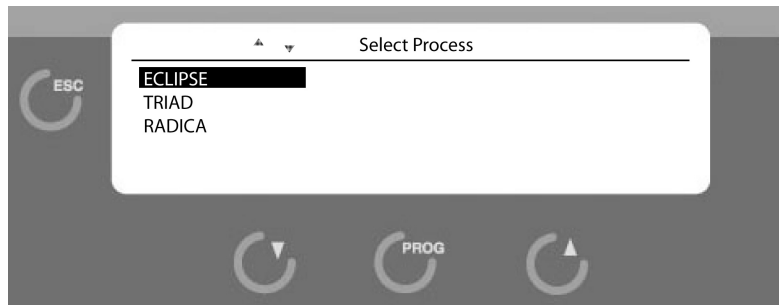 Select Process
ESC
ECLIPSE
TRIAD
RADICA
PROG